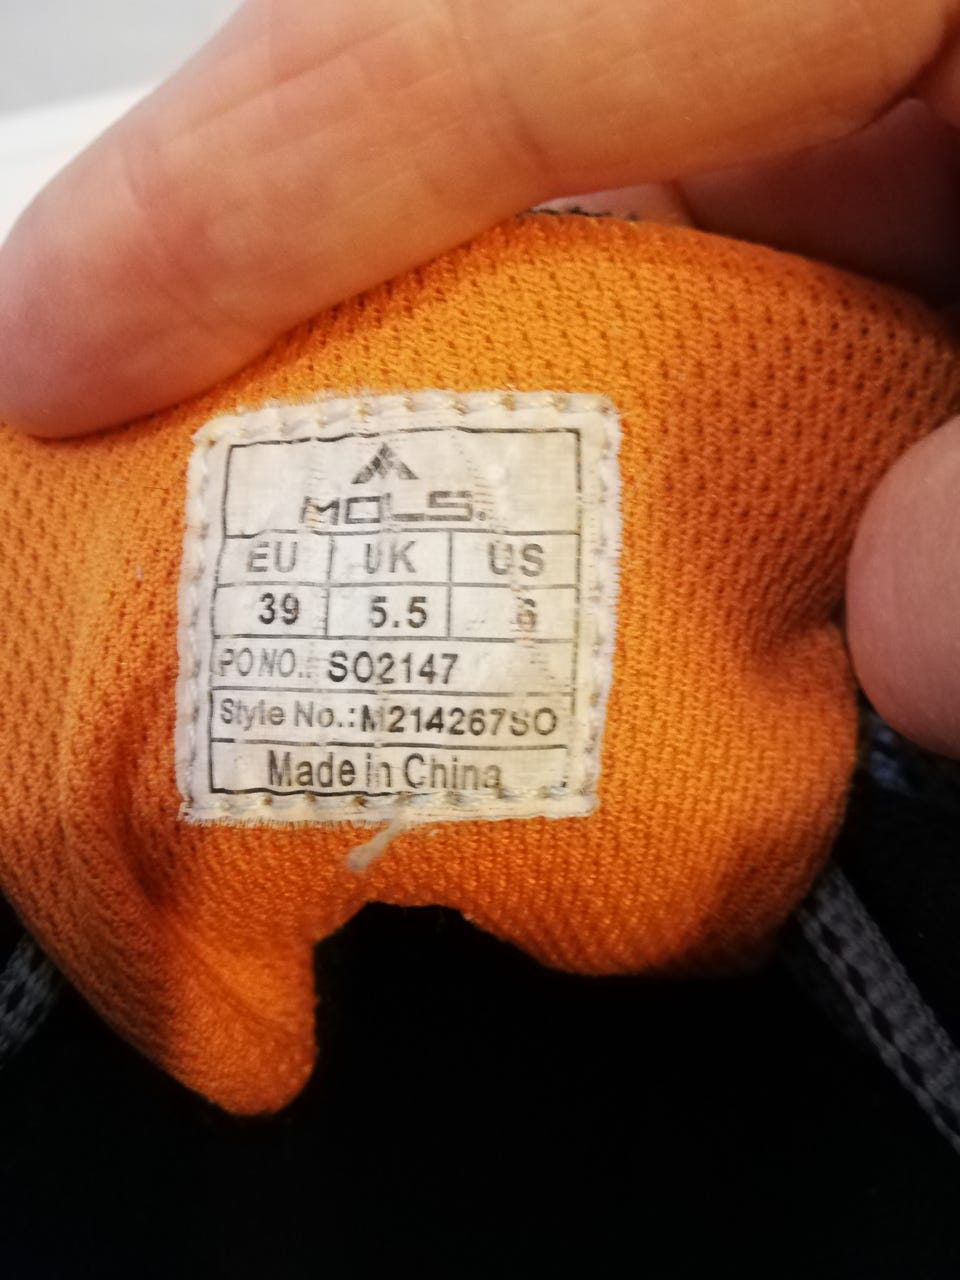 MOLS.
EU UK US
39 5.5 6
PO NO.: SO2147
Style No.:M214267SO
Made in China